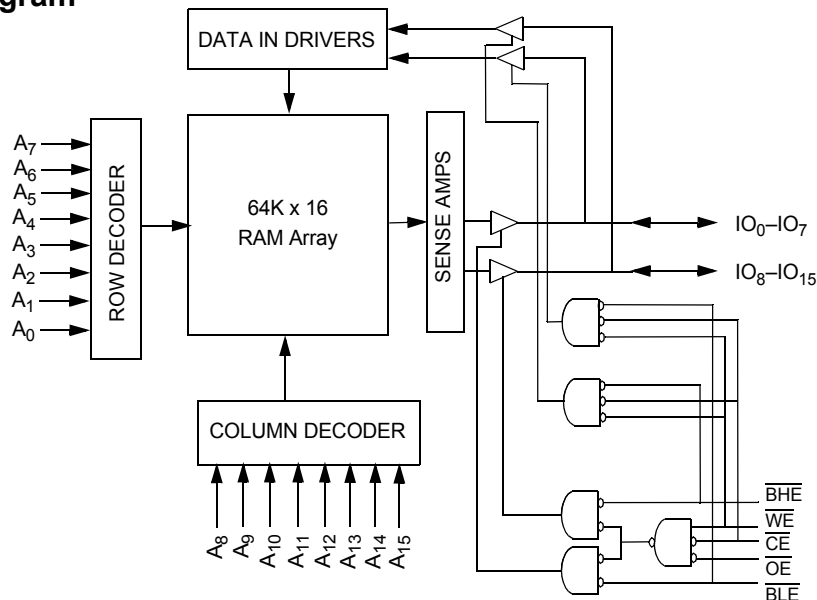 gram
DATA IN DRIVERS
A7
A6
A5
A4
A3
A2
A1
A0
ROW DECODER
64K x 16
RAM Array
SENSE AMPS
IO0–IO7
IO8–IO15
COLUMN DECODER
A8
A9
A10
A11
A12
A13
A14
A15
BHE
WE
CE
OE
BLE